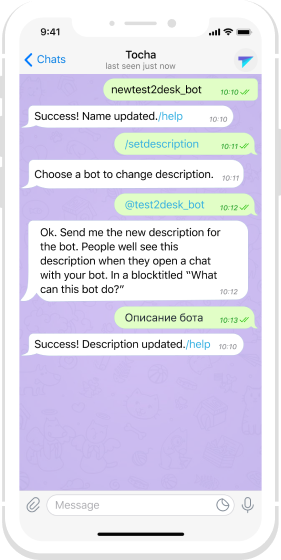 9:41
Chats
Tocha
last seen just now
newtest2desk_bot 10:10
Success! Name updated./help 10:10
/setdescription 10:11
Choose a bot to change description. 10:11
@test2desk_bot 10:12
Ok. Send me the new description for
the bot. People well see this
description when they open a chat
with your bot. In a blocktitled “What
can this bot do?” 10:12
Описание бота 10:13
Success! Description updated./help 10:10
Message